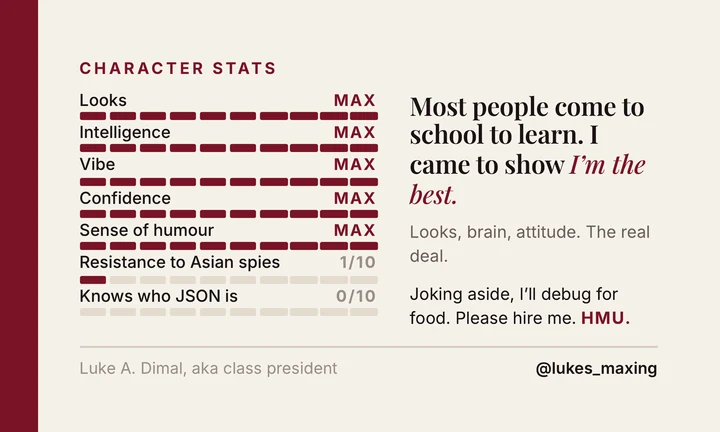 CHARACTER STATS
Looks MAX
Intelligence MAX
Vibe MAX
Confidence MAX
Sense of humour MAX
Resistance to Asian spies 1/10
Knows who JSON is 0/10
Most people come to
school to learn. I
came to show I’m the
best.
Looks, brain, attitude. The real
deal.
Joking aside, I’ll debug for
food. Please hire me. HMU.
Luke A. Dimal, aka class president
@lukes_maxing